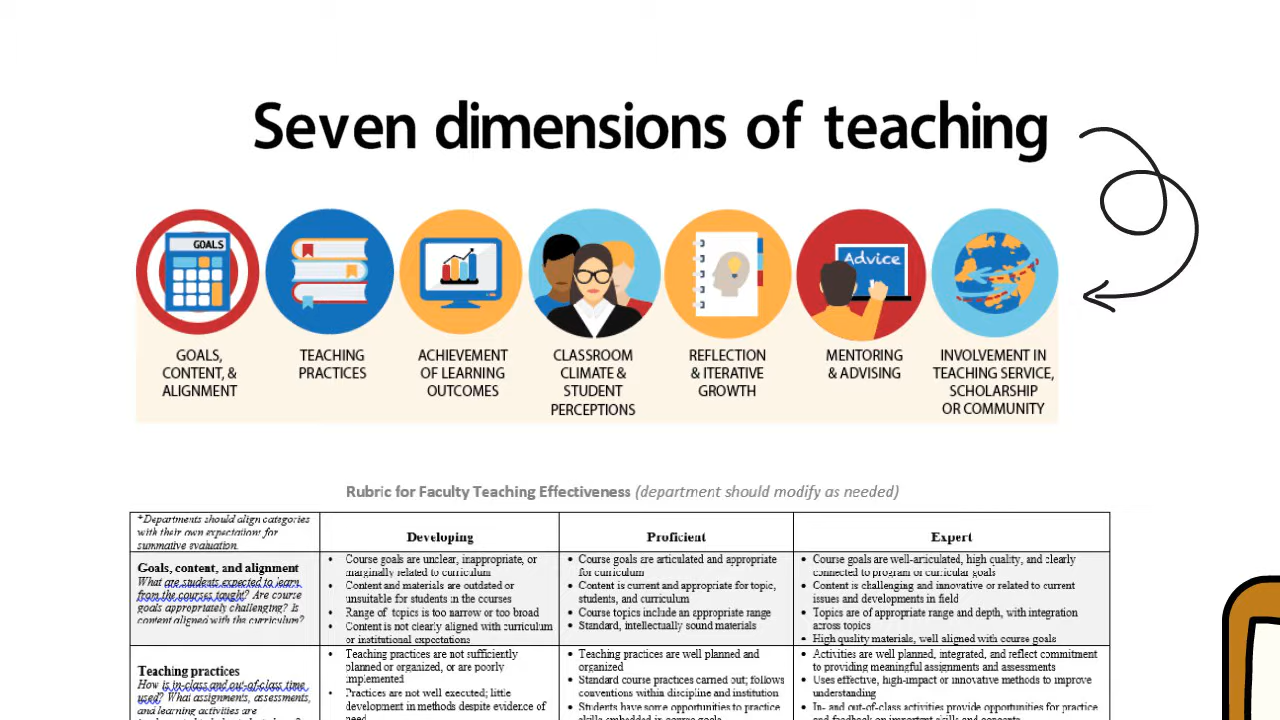 Seven dimensions of teaching
GOALS
Advice
GOALS,
CONTENT, &
ALIGNMENT
TEACHING
PRACTICES
ACHIEVEMENT
OF LEARNING
OUTCOMES
CLASSROOM
CLIMATE &
STUDENT
PERCEPTIONS
REFLECTION
& ITERATIVE
GROWTH
MENTORING
& ADVISING
INVOLVEMENT IN
TEACHING SERVICE,
SCHOLARSHIP
OR COMMUNITY
Rubric for Faculty Teaching Effectiveness (department should modify as needed)
*Departments should align categories
with their own expectations for
summative evaluation.
Developing
Proficient
Expert
Goals, content, and alignment
What are students expected to learn
from the courses taught? Are course
goals appropriately challenging? Is
content aligned with the curriculum?
• Course goals are unclear, inappropriate, or
marginally related to curriculum
• Content and materials are outdated or
unsuitable for students in the courses
• Range of topics is too narrow or too broad
• Content is not clearly aligned with curriculum
or institutional expectations
• Course goals are articulated and appropriate
for curriculum
• Content is current and appropriate for topic,
students, and curriculum
• Course topics include an appropriate range
• Standard, intellectually sound materials
• Course goals are well-articulated, high quality, and clearly
connected to program or curricular goals
• Content is challenging and innovative or related to current
issues and developments in field
• Topics are of appropriate range and depth, with integration
across topics
• High quality materials, well aligned with course goals
Teaching practices
How is in-class and out-of-class time
used? What assignments, assessments,
and learning activities are
• Teaching practices are not sufficiently
planned or organized, or are poorly
implemented
• Practices are not well executed; little
development in methods despite evidence of
need
• Teaching practices are well planned and
organized
• Standard course practices carried out; follows
conventions within discipline and institution
• Students have some opportunities to practice
skills embedded in course goals
• Activities are well planned, integrated, and reflect commitment
to providing meaningful assignments and assessments
• Uses effective, high-impact or innovative methods to improve
understanding
• In- and out-of-class activities provide opportunities for practice
and feedback on important skills and concepts